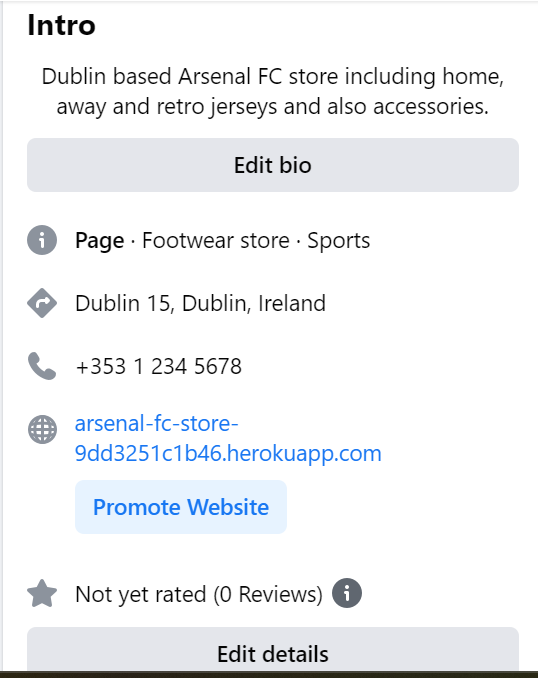 Intro
Dublin based Arsenal FC store including home,
away and retro jerseys and also accessories.
Edit bio
Page · Footwear store · Sports
Dublin 15, Dublin, Ireland
+353 1 234 5678
arsenal-fc-store-
9dd3251c1b46.herokuapp.com
Promote Website
Not yet rated (0 Reviews)
Edit details